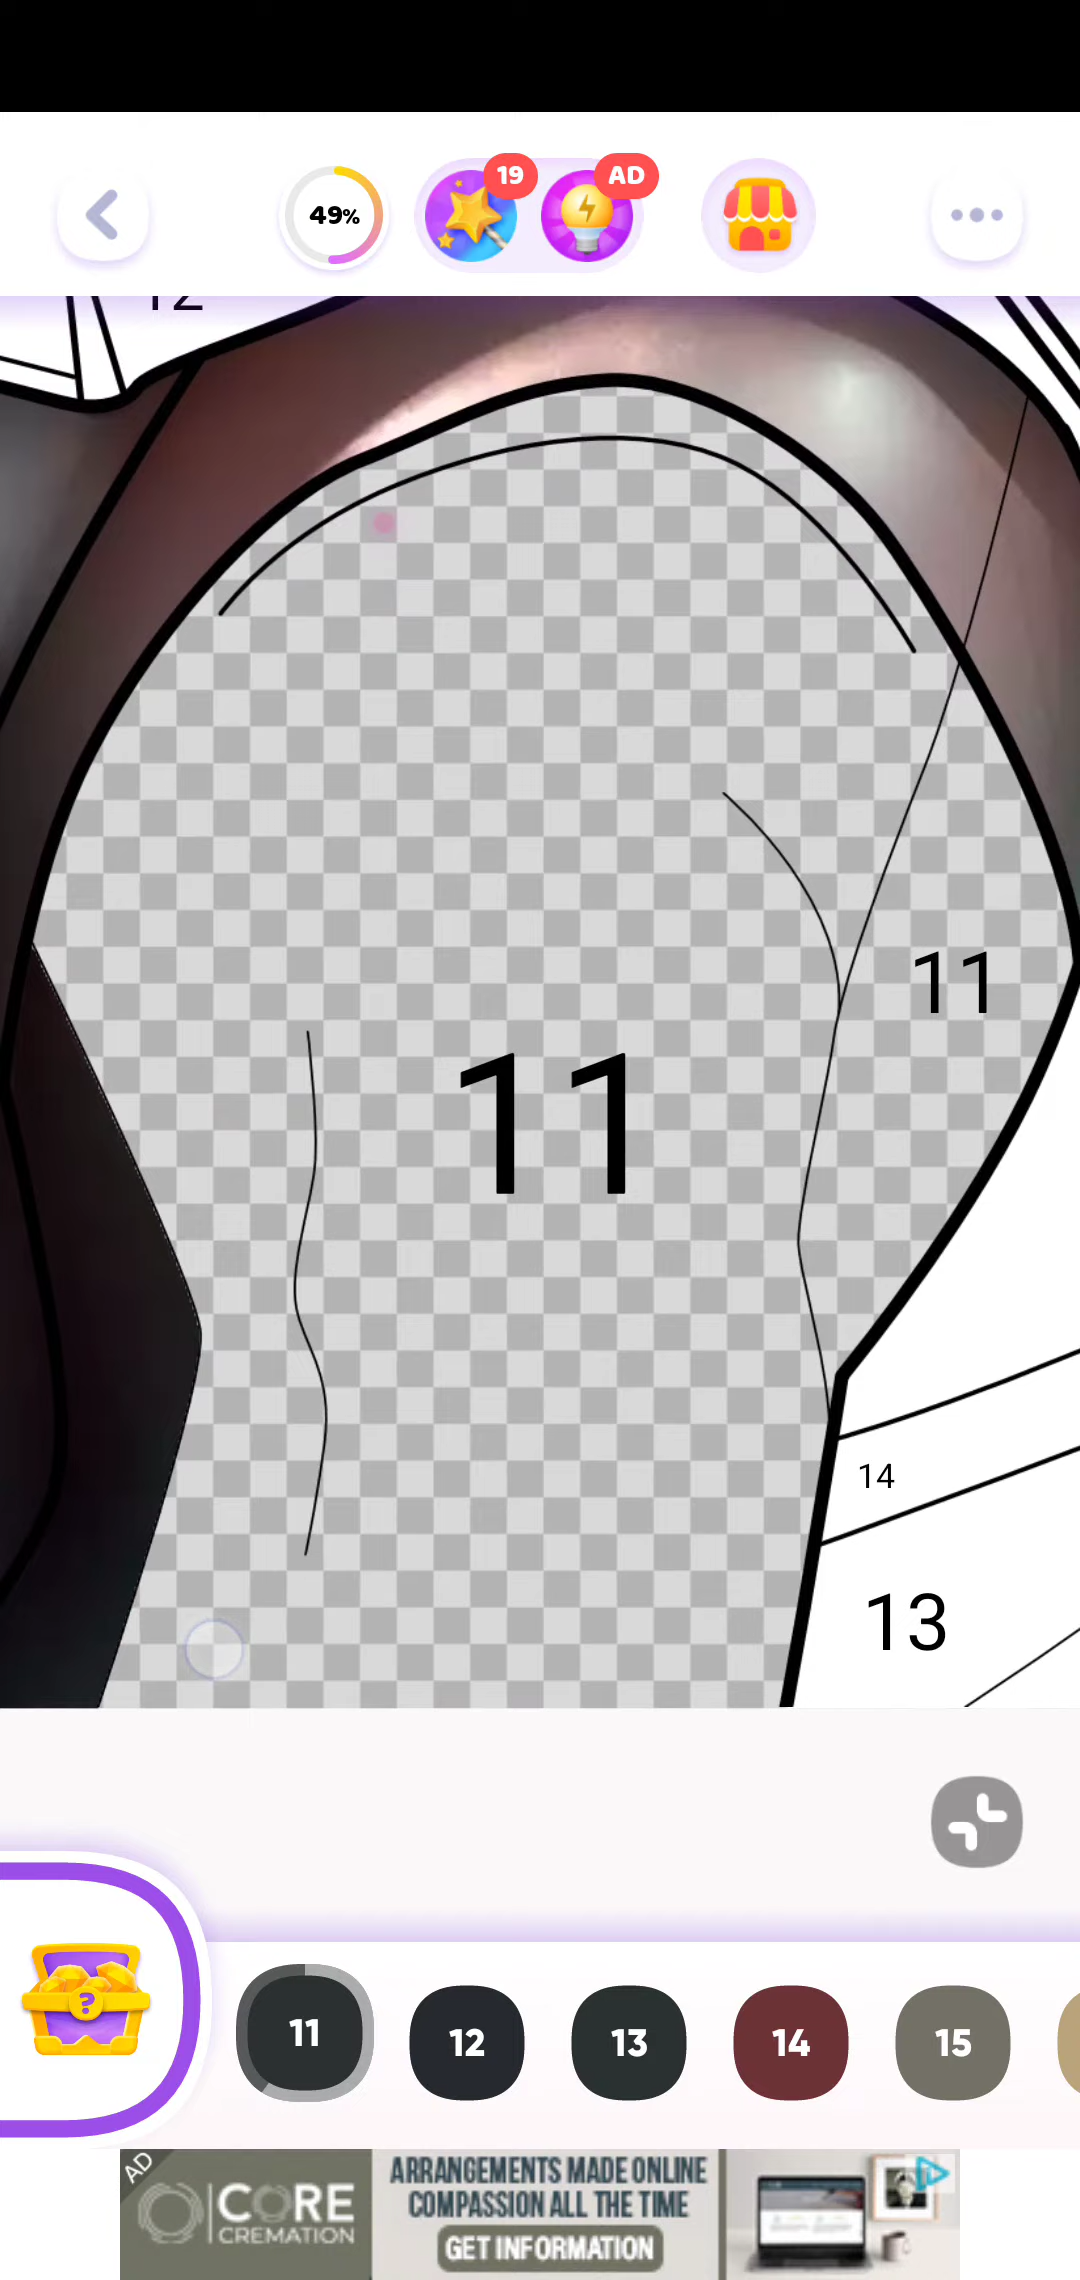 49%
19
AD
12
11
11
14
13
11
12
13
14
15
AD
CORE
CREMATION
ARRANGEMENTS MADE ONLINE
COMPASSION ALL THE TIME
GET INFORMATION